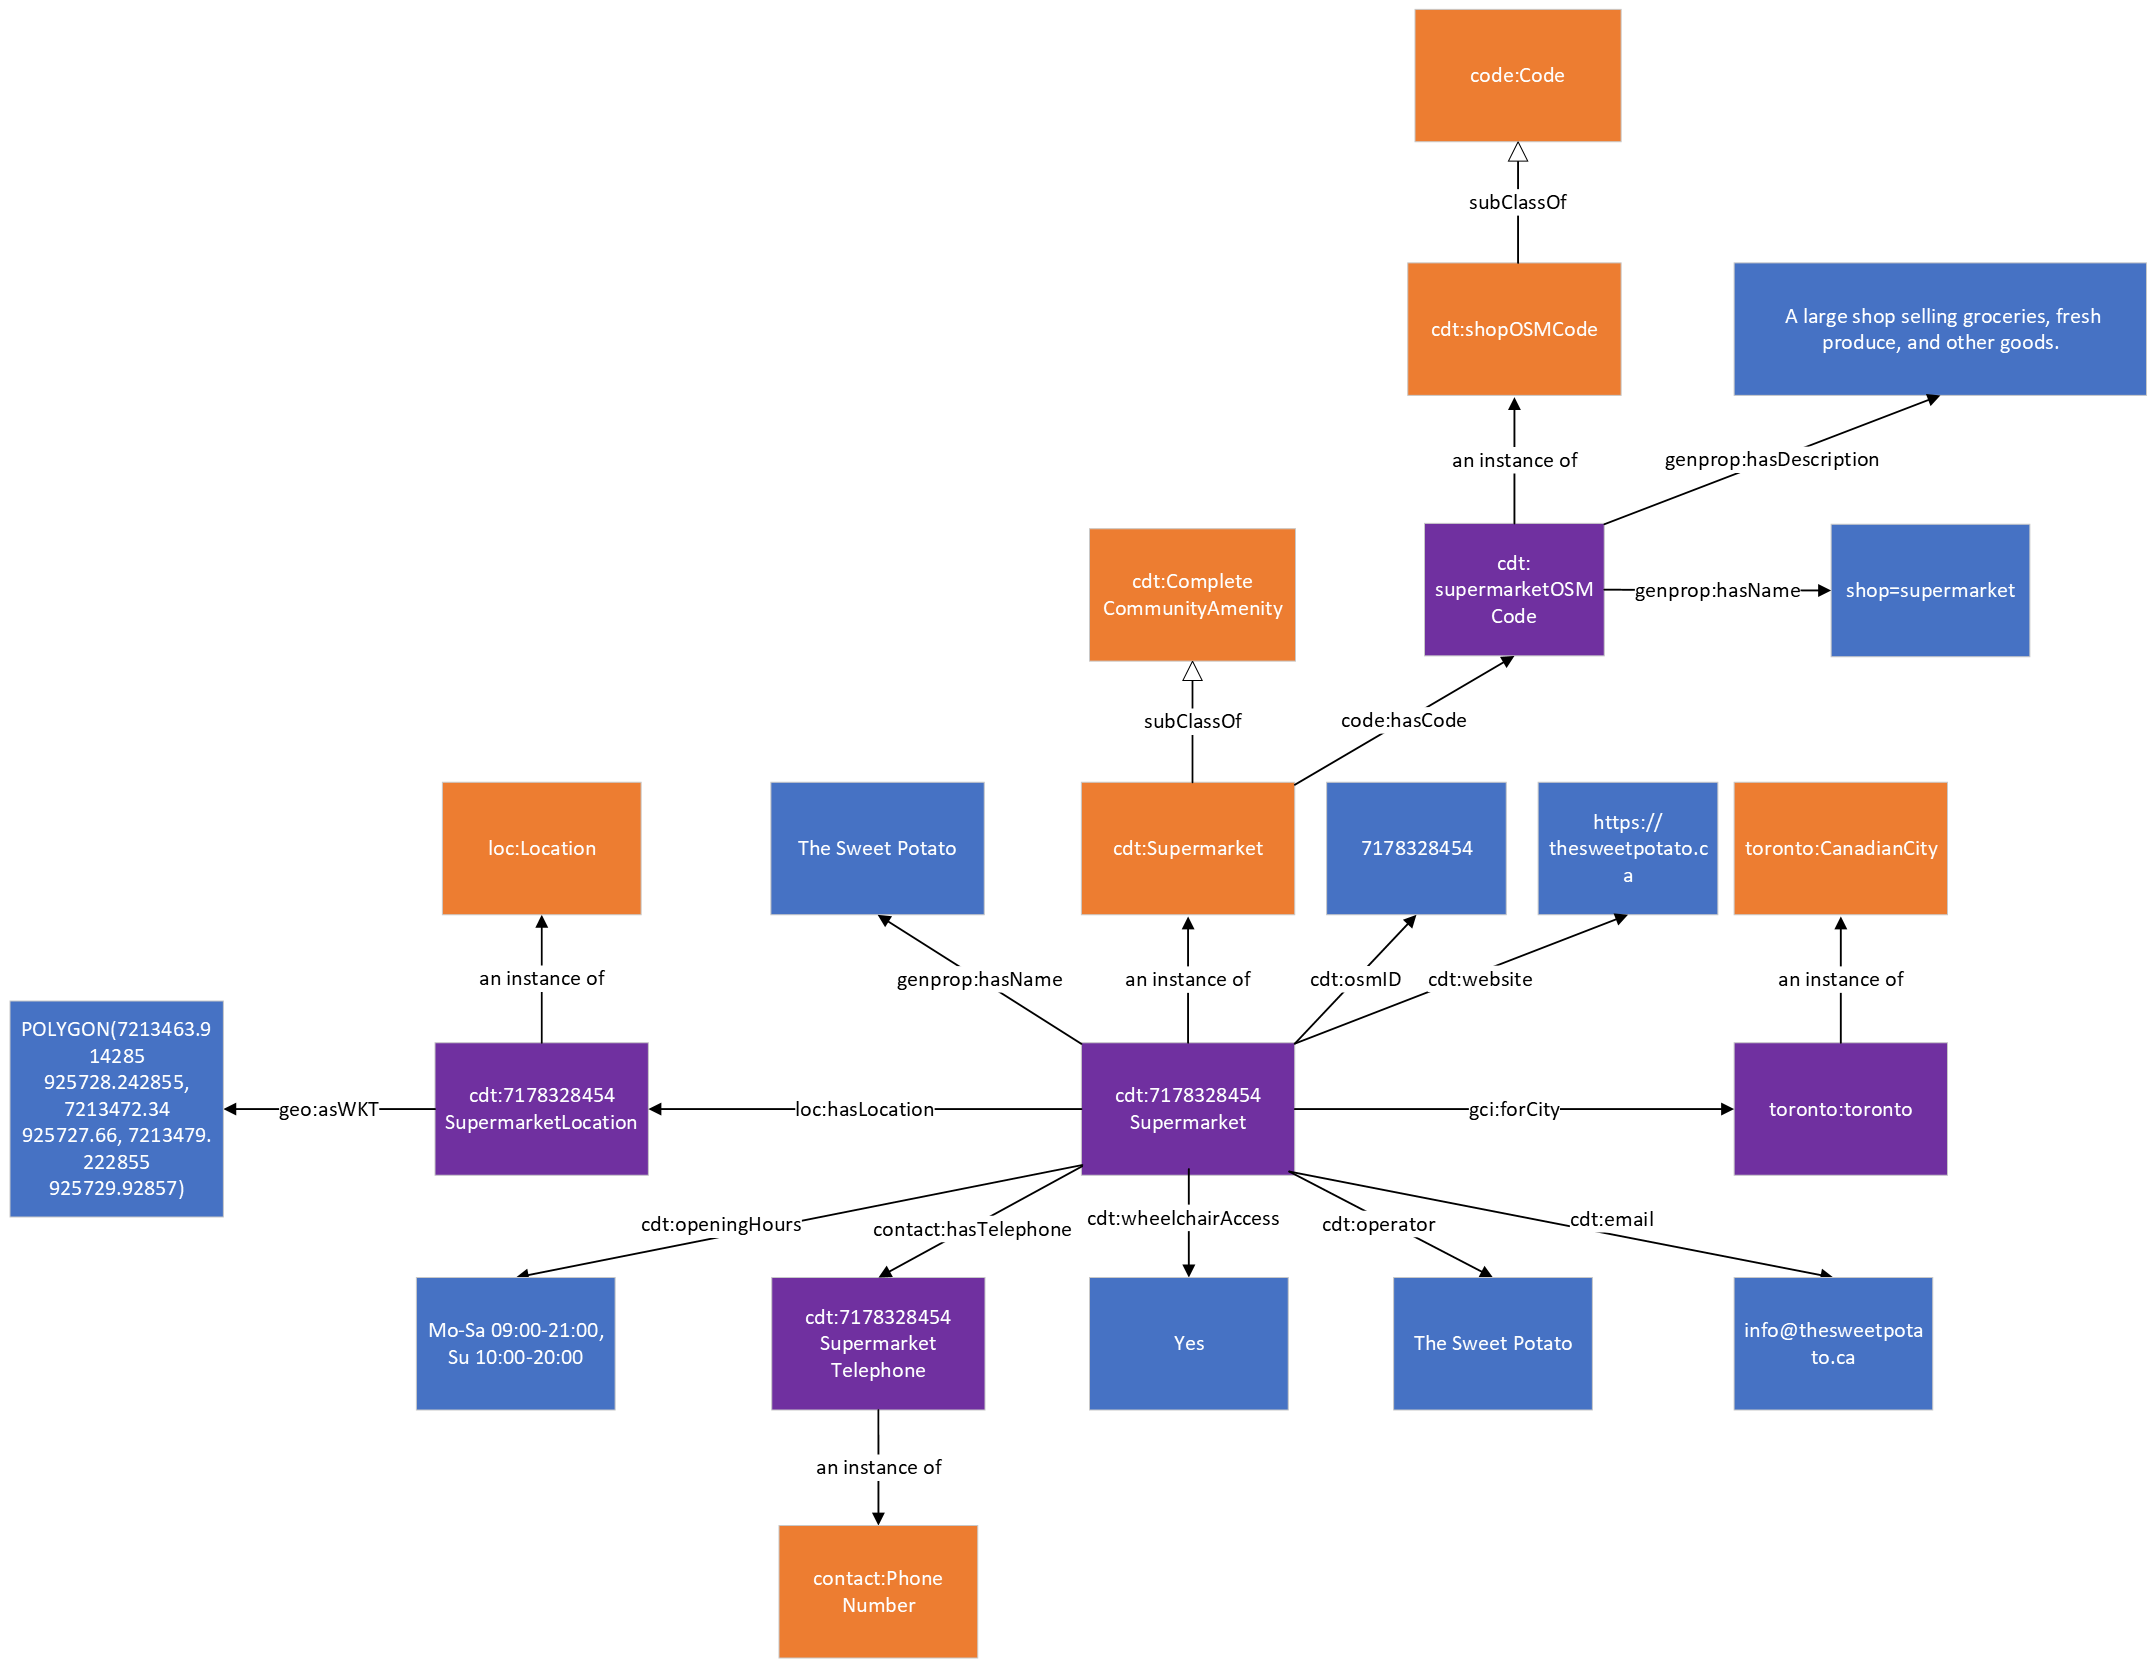 code:Code
subClassOf
cdt:shopOSMCode
A large shop selling groceries, fresh
produce, and other goods.
an instance of
genprop:hasDescription
cdt:
supermarketOSM
Code
genprop:hasName
shop=supermarket
cdt:Complete
CommunityAmenity
subClassOf
code:hasCode
loc:Location
The Sweet Potato
cdt:Supermarket
7178328454
https://
thesweetpotato.c
a
toronto:CanadianCity
an instance of
genprop:hasName
an instance of
cdt:osmID
cdt:website
an instance of
POLYGON(7213463.9
14285
925728.242855,
7213472.34
925727.66, 7213479.
222855
925729.92857)
geo:asWKT
cdt:7178328454
SupermarketLocation
loc:hasLocation
cdt:7178328454
Supermarket
gci:forCity
toronto:toronto
cdt:openingHours
contact:hasTelephone
cdt:wheelchairAccess
cdt:operator
cdt:email
Mo-Sa 09:00-21:00,
Su 10:00-20:00
cdt:7178328454
Supermarket
Telephone
Yes
The Sweet Potato
info@thesweetpota
to.ca
an instance of
contact:Phone
Number